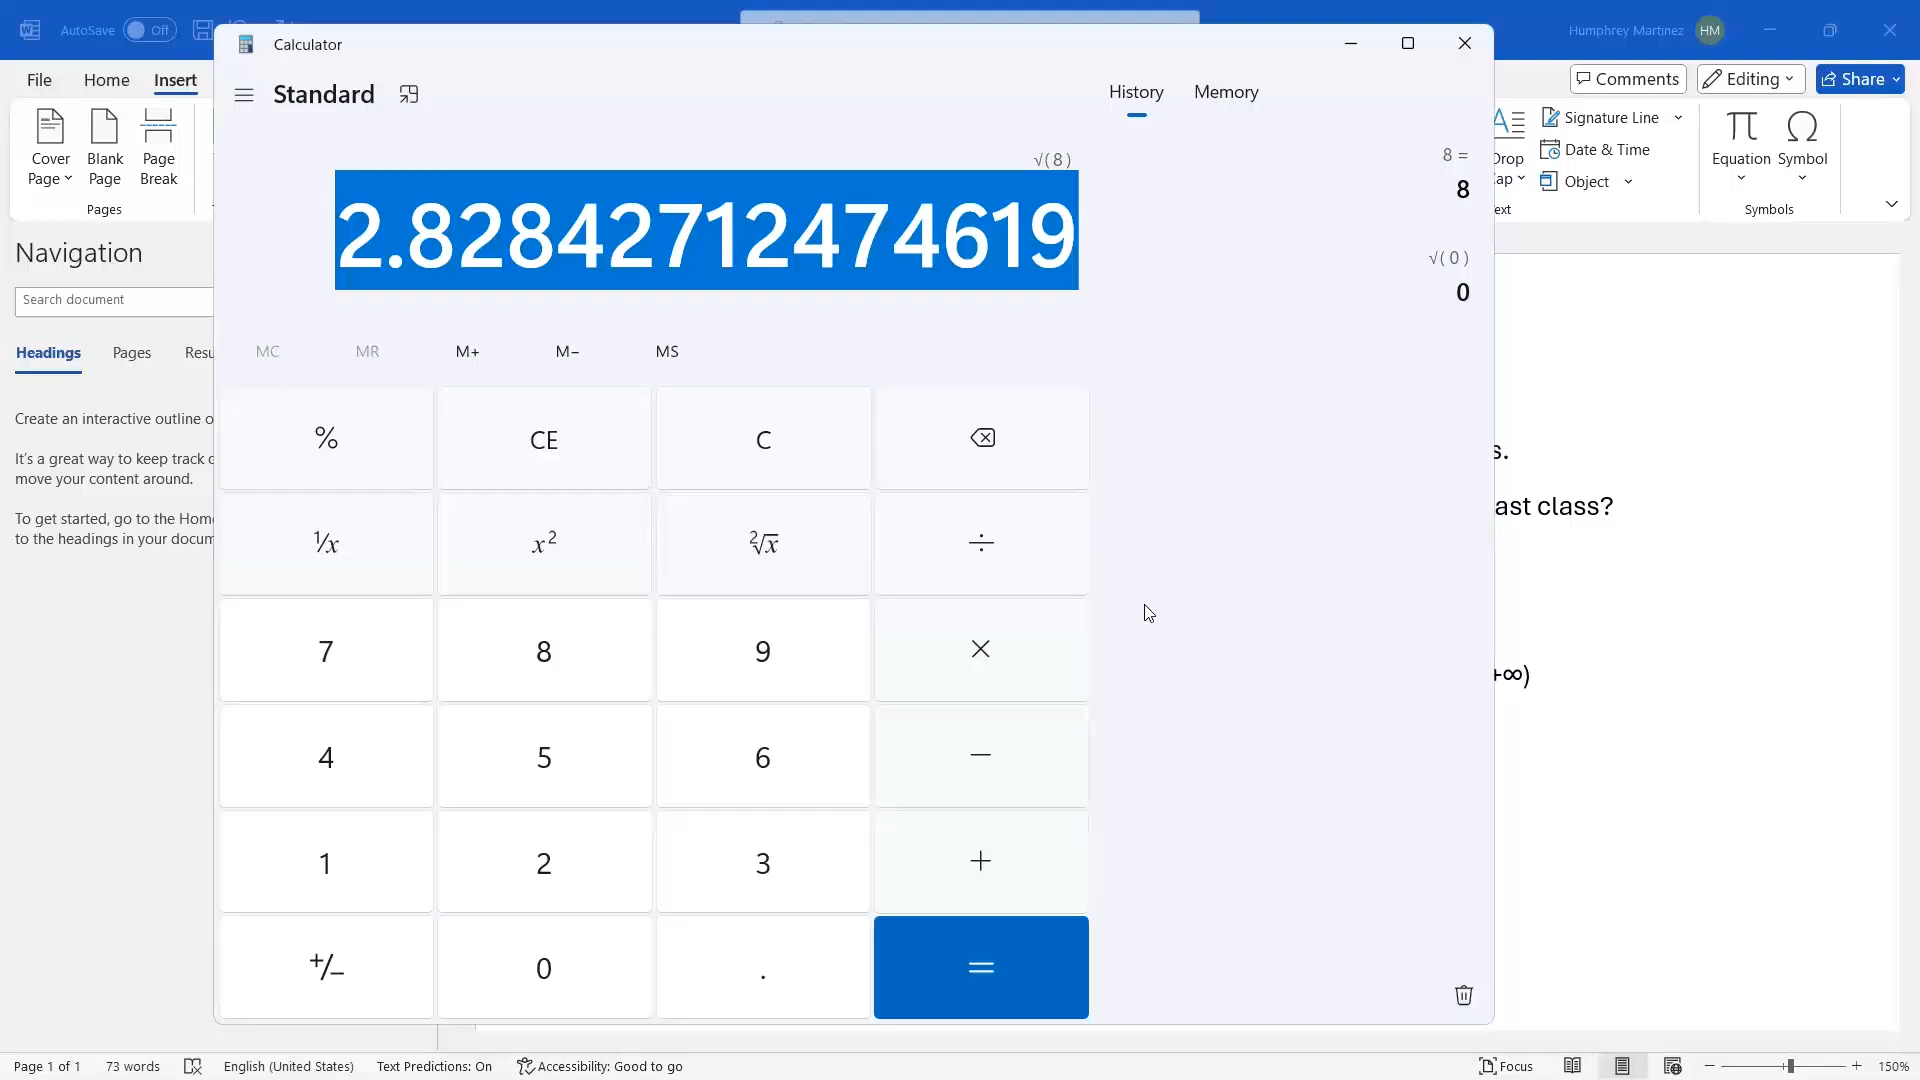 AutoSave Off
Calculator
Humphrey Martinez HM
File Home Insert
Standard
History Memory
Comments Editing Share
Cover Page
Blank Page
Page Break
Pages
√( 8 )
2.82842712474619
8 =
8
√( 0 )
0
Drop Cap
Signature Line
Date & Time
Object
Text
Equation
Symbol
Symbols
Navigation
Search document
MC MR M+ M− MS
Headings Pages
Create an interactive outline
It's a great way to keep track
move your content around.
To get started, go to the Home
to the headings in your
% CE C
⅟x x² ²√x ÷
7 8 9 ×
4 5 6 −
1 2 3 +
+/− 0 . =
s.
ast class?
+∞)
Page 1 of 1 73 words English (United States) Text Predictions: On Accessibility: Good to go Focus 150%